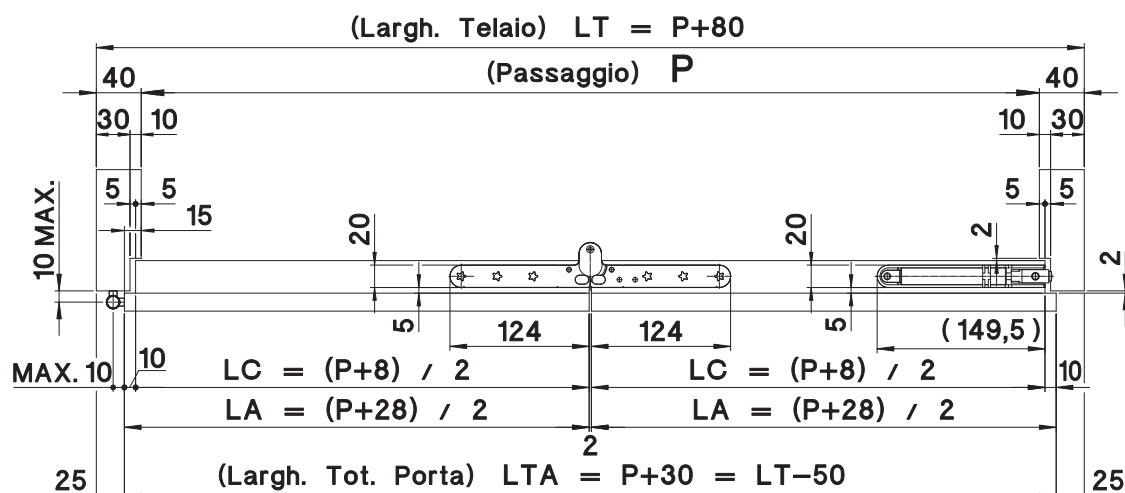 (Largh. Telaio) LT = P+80
(Passaggio) P
40
40
30
10
10
30
5
5
15
5
5
10 MAX.
20
2
20
2
5
124
124
5
(149,5)
MAX. 10
10
LC = (P+8) / 2
LC = (P+8) / 2
10
LA = (P+28) / 2
LA = (P+28) / 2
2
25
(Largh. Tot. Porta) LTA = P+30 = LT-50
25